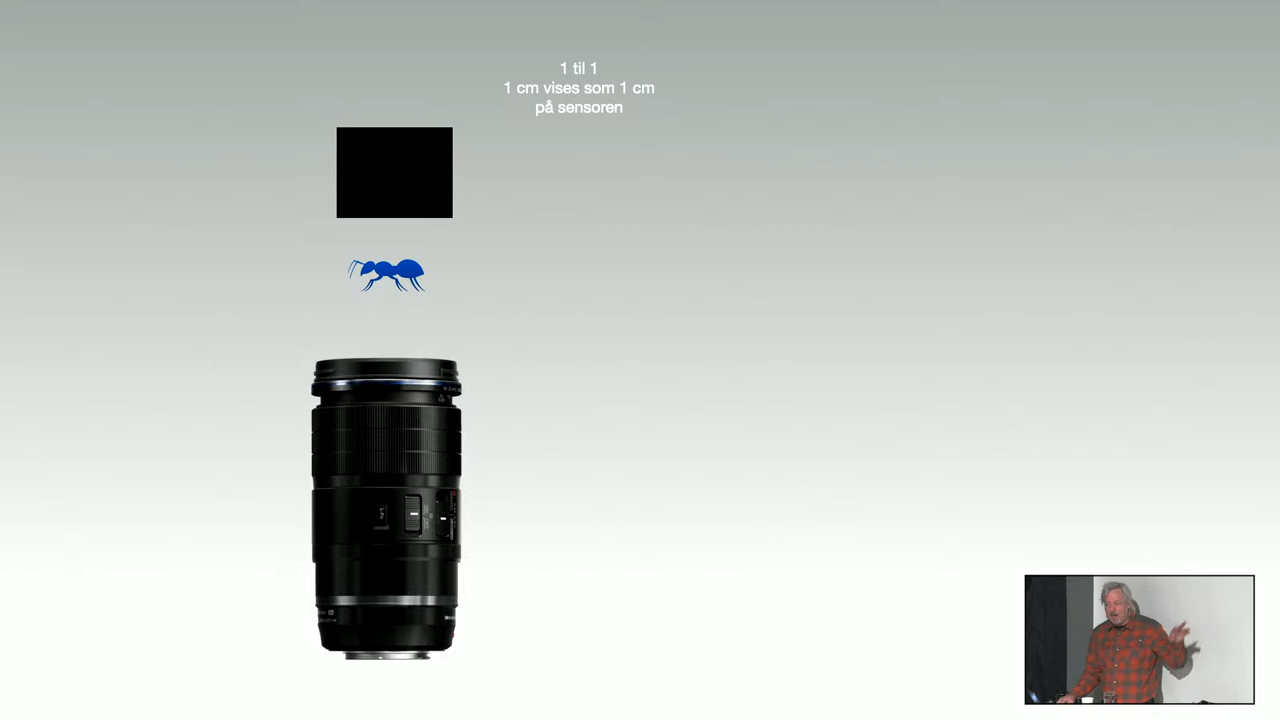 1 til 1
1 cm vises som 1 cm
på sensoren